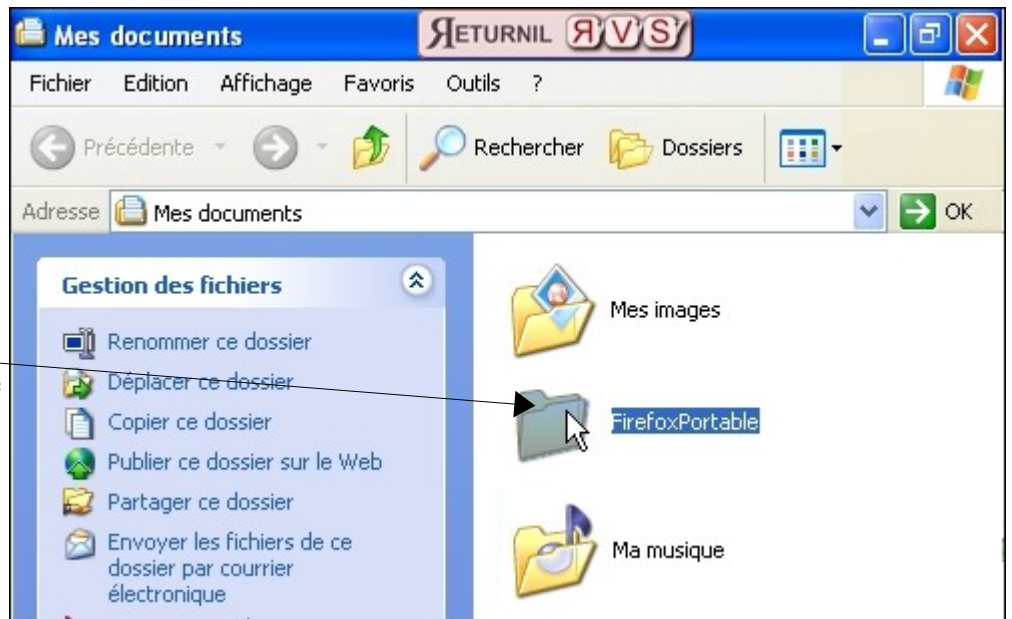 Mes documents
RETURNIL RVS
Fichier Edition Affichage Favoris Outils ?
Précédente Rechercher Dossiers
Adresse Mes documents OK
Gestion des fichiers
Renommer ce dossier
Déplacer ce dossier
Copier ce dossier
Publier ce dossier sur le Web
Partager ce dossier
Envoyer les fichiers de ce
dossier par courrier
électronique
Mes images
FirefoxPortable
Ma musique